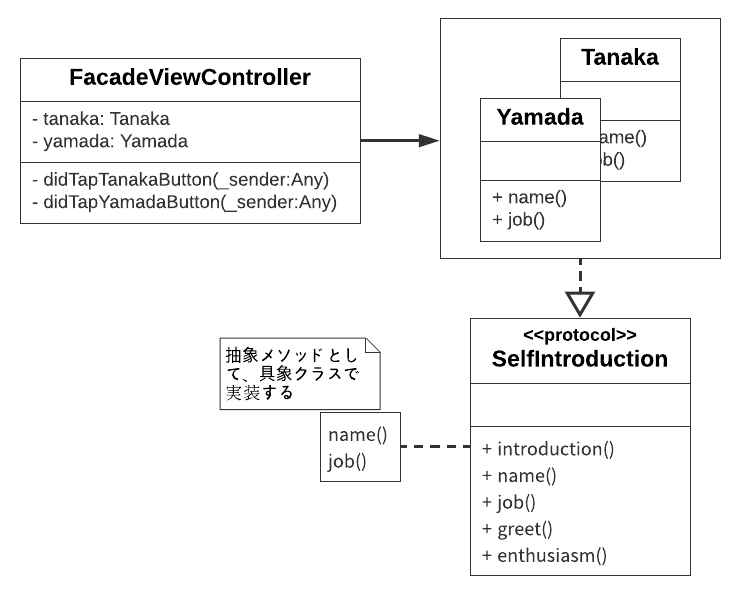 FacadeViewController
- tanaka: Tanaka
- yamada: Yamada
- didTapTanakaButton(_sender:Any)
- didTapYamadaButton(_sender:Any)
Tanaka
ame()
ob()
Yamada
+ name()
+ job()
<<protocol>>
SelfIntroduction
+ introduction()
+ name()
+ job()
+ greet()
+ enthusiasm()
抽象メソッドとし
て、具象クラスで
実装する
name()
job()